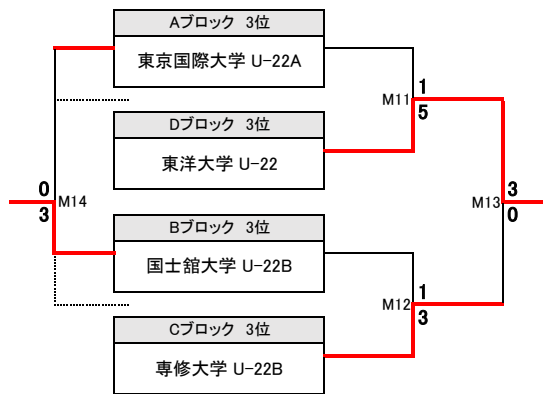 Aブロック 3位
東京国際大学 U-22A
M11
1
5
Dブロック 3位
東洋大学 U-22
0
3
M14
M13
3
0
Bブロック 3位
国士舘大学 U-22B
M12
1
3
Cブロック 3位
専修大学 U-22B